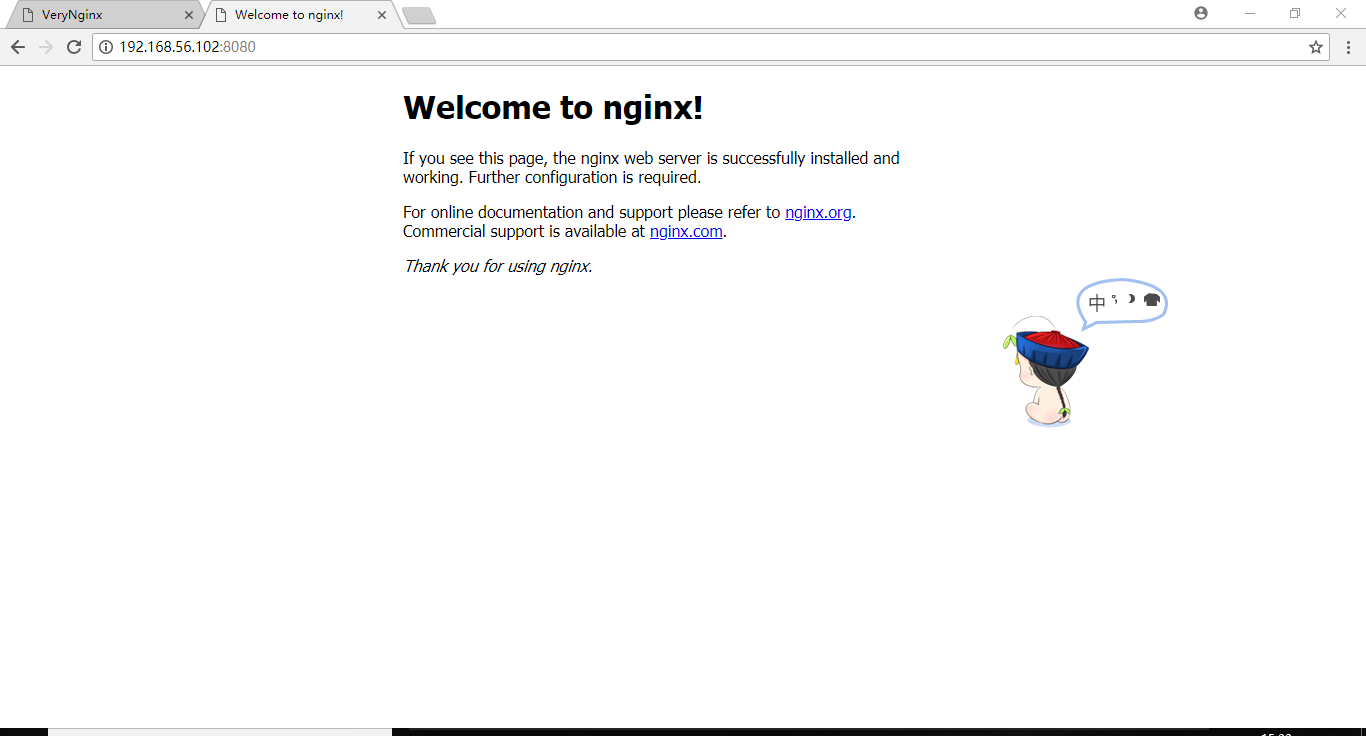 VeryNginx
Welcome to nginx!
192.168.56.102:8080
Welcome to nginx!
If you see this page, the nginx web server is successfully installed and
working. Further configuration is required.
For online documentation and support please refer to nginx.org.
Commercial support is available at nginx.com.
Thank you for using nginx.
中 °,